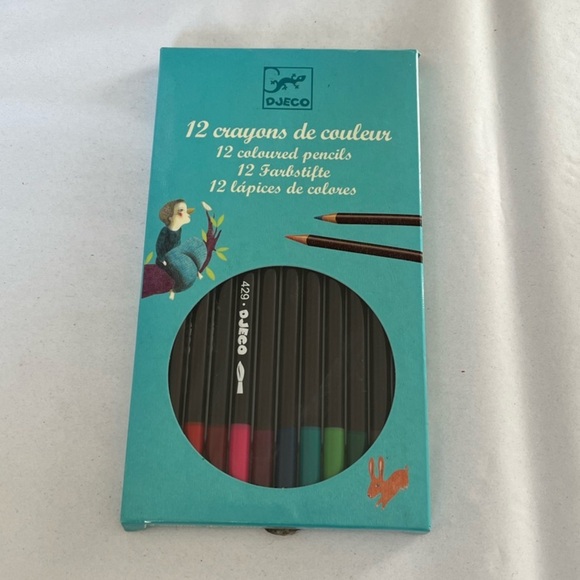 DJECO
12 crayons de couleur
12 coloured pencils
12 Farbstifte
12 lápices de colores
429 • DJECO